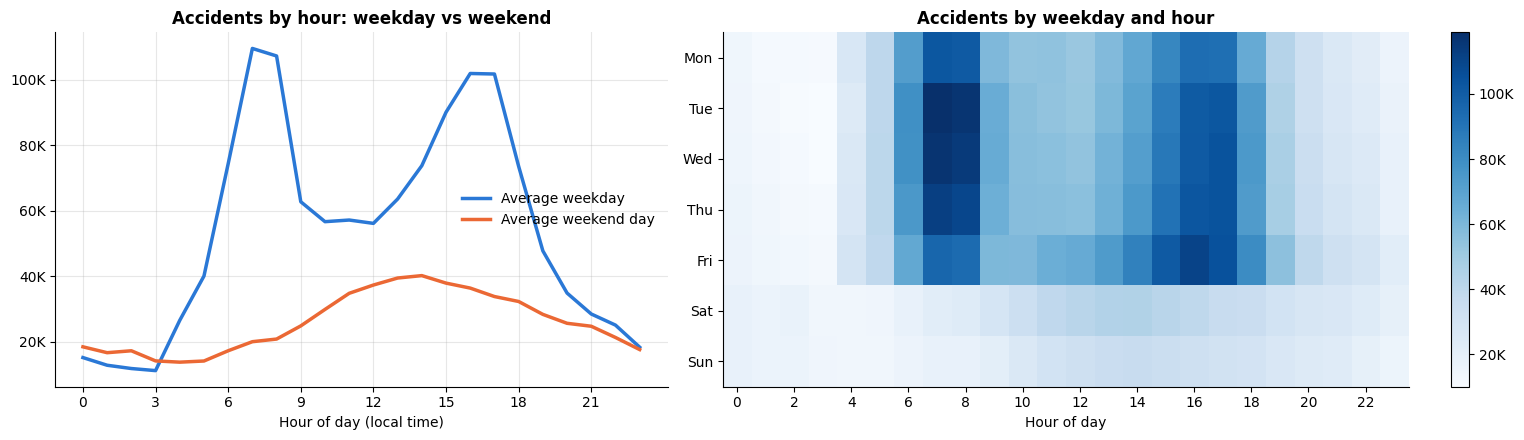 Accidents by hour: weekday vs weekend
100K
80K
60K
40K
20K
Average weekday
Average weekend day
0 3 6 9 12 15 18 21
Hour of day (local time)
Accidents by weekday and hour
Mon
Tue
Wed
Thu
Fri
Sat
Sun
0 2 4 6 8 10 12 14 16 18 20 22
Hour of day
100K
80K
60K
40K
20K